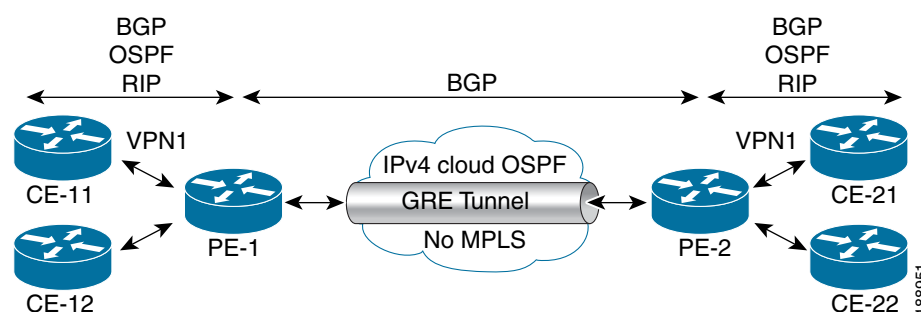 BGP
OSPF
RIP
BGP
BGP
OSPF
RIP
VPN1
CE-11
PE-1
CE-12
IPv4 cloud OSPF
GRE Tunnel
No MPLS
VPN1
CE-21
PE-2
CE-22